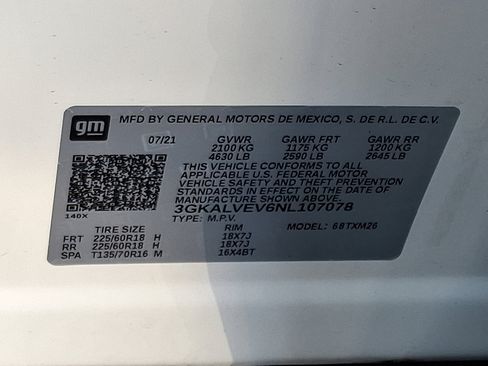 gm
MFD BY GENERAL MOTORS DE MEXICO, S. DE R.L. DE C.V.
07/21 GVWR GAWR FRT GAWR RR
2100 KG 1175 KG 1200 KG
4630 LB 2590 LB 2645 LB
THIS VEHICLE CONFORMS TO ALL
APPLICABLE U.S. FEDERAL MOTOR
VEHICLE SAFETY AND THEFT PREVENTION
STANDARDS IN EFFECT ON THE DATE OF
MANUFACTURE SHOWN ABOVE.
140X
3GKALVEV6NL107078
TYPE: M.P.V. MODEL: 68TXM26
TIRE SIZE RIM
FRT 225/60R18 H 18X7J
RR 225/60R18 H 18X7J
SPA T135/70R16 M 16X4BT